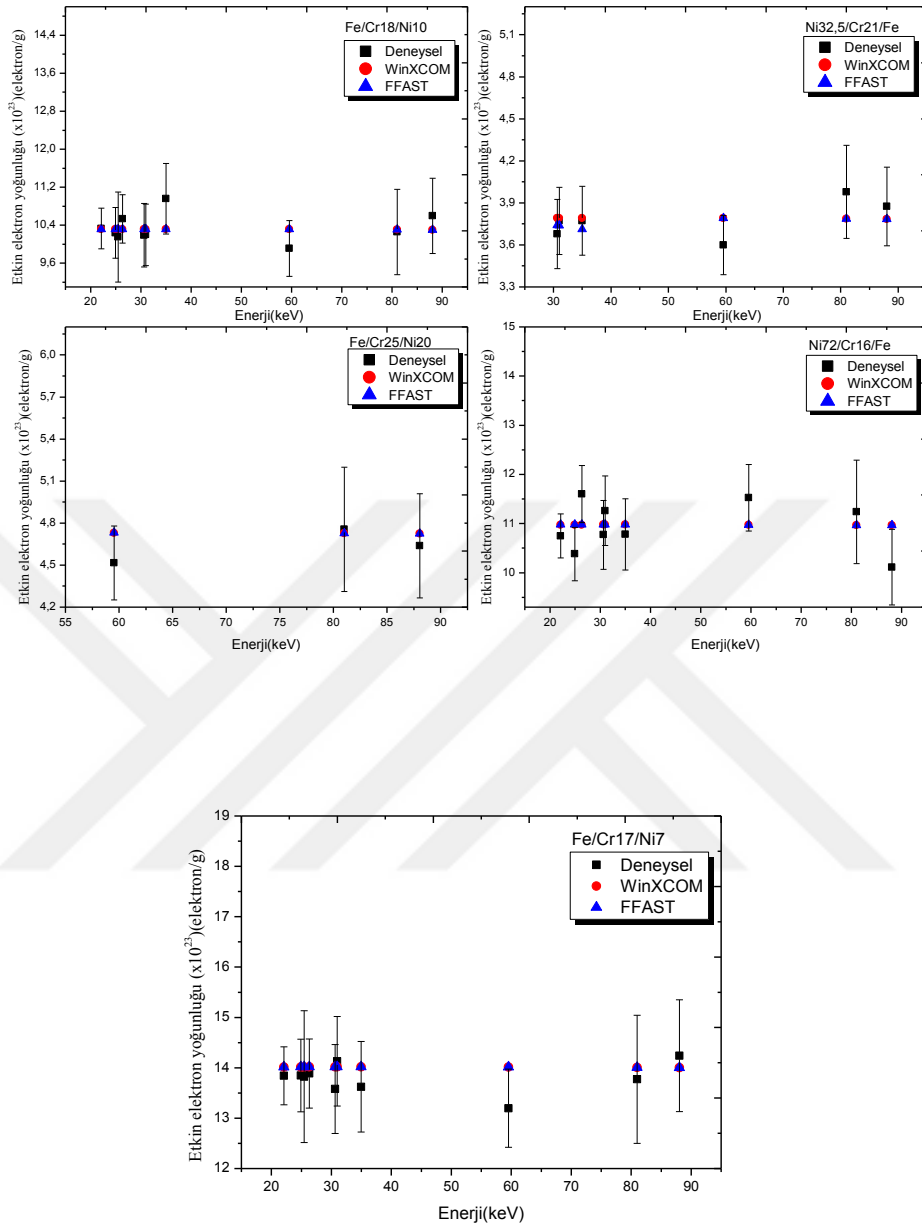 Fe/Cr18/Ni10
Deneysel
WinXCOM
FFAST
Etkin elektron yoğunluğu (x10²³)(elektron/g)
14,4
13,6
12,8
12,0
11,2
10,4
9,6
20 30 40 50 60 70 80 90
Enerji(keV)
Ni32,5/Cr21/Fe
Deneysel
WinXCOM
FFAST
Etkin elektron yoğunluğu (x10²³)(elektron/g)
5,1
4,8
4,5
4,2
3,9
3,6
3,3
30 40 50 60 70 80 90
Enerji(keV)
Fe/Cr25/Ni20
Deneysel
WinXCOM
FFAST
Etkin elektron yoğunluğu (x10²³)(elektron/g)
6,0
5,7
5,4
5,1
4,8
4,5
4,2
55 60 65 70 75 80 85 90
Enerji(keV)
Ni72/Cr16/Fe
Deneysel
WinXCOM
FFAST
Etkin elektron yoğunluğu (x10²³)(elektron/g)
15
14
13
12
11
10
20 30 40 50 60 70 80 90
Enerji(keV)
Fe/Cr17/Ni7
Deneysel
WinXCOM
FFAST
Etkin elektron yoğunluğu (x10²³)(elektron/g)
19
18
17
16
15
14
13
12
20 30 40 50 60 70 80 90
Enerji(keV)